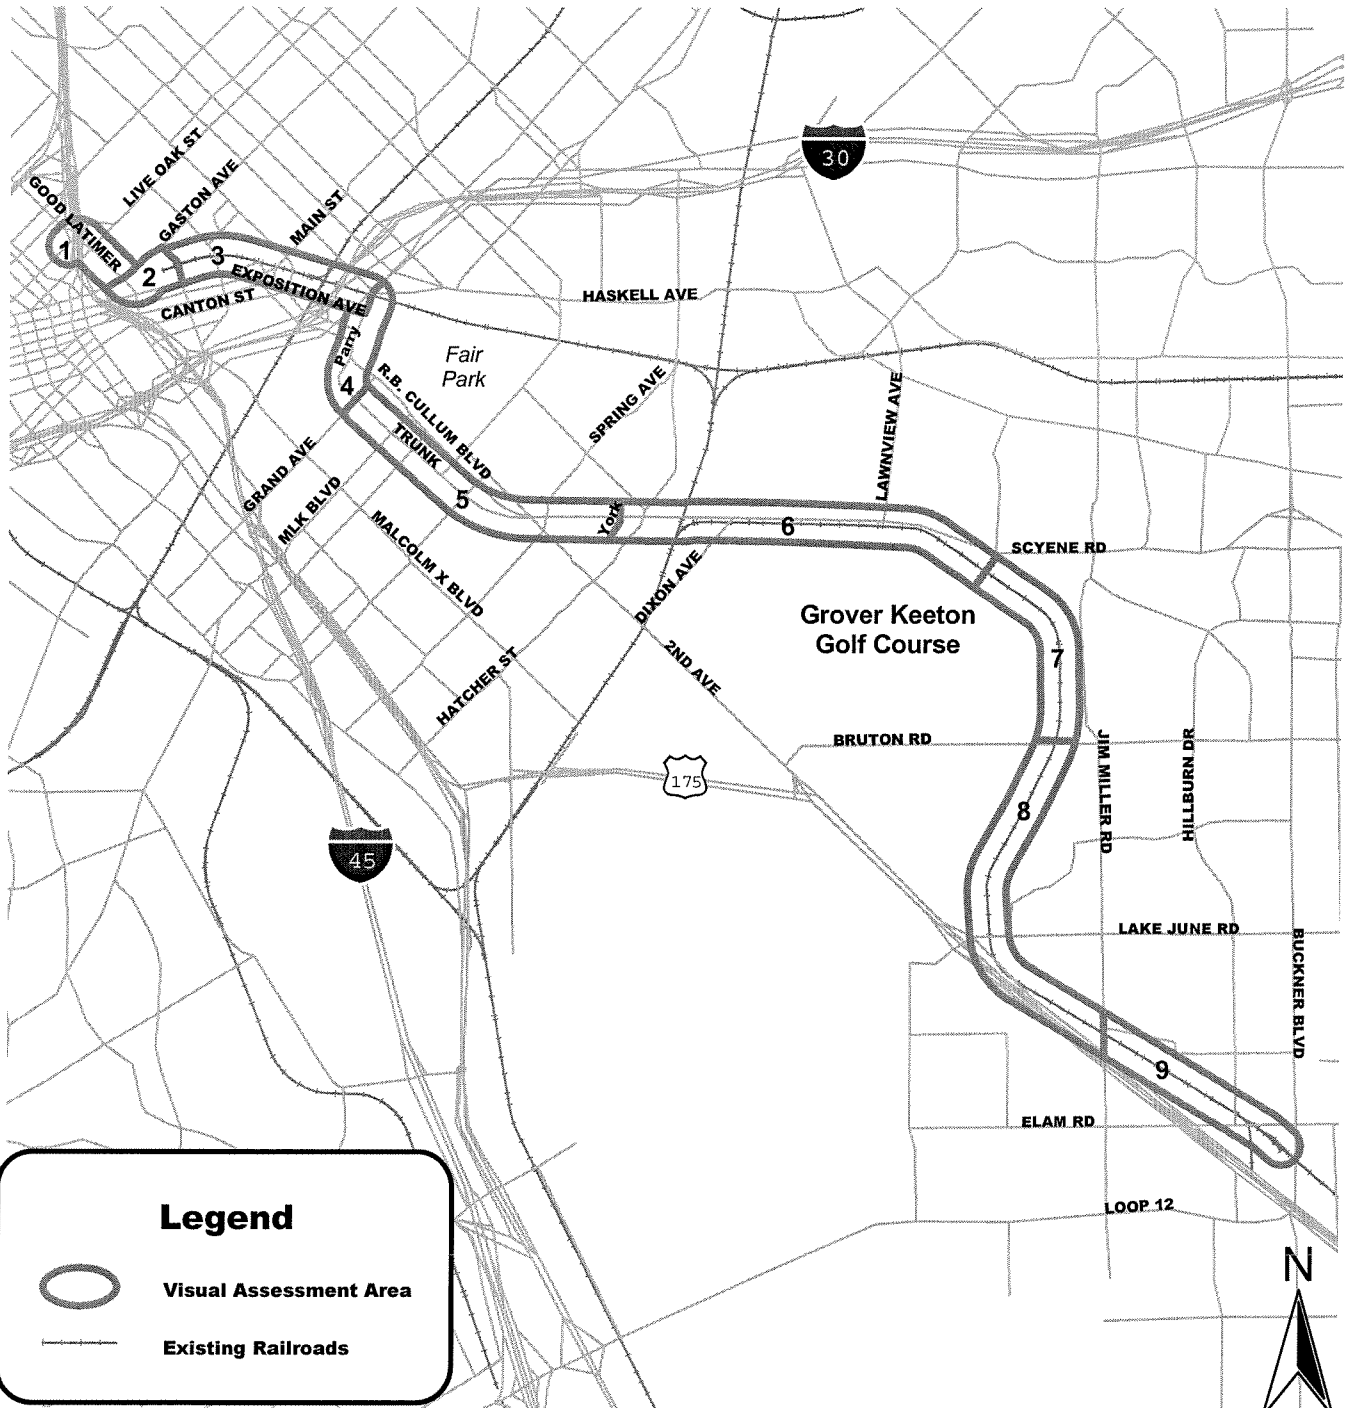 30
LIVE OAK ST
GASTON AVE
GOOD LATIMER
MAIN ST
1
2
3
EXPOSITION AVE
CANTON ST
HASKELL AVE
Parry
Fair
Park
4
R.B. CULLUM BLVD
TRUNK
SPRING AVE
LAWNVIEW AVE
GRAND AVE
MLK BLVD
5
York
6
MALCOLM X BLVD
SCYENE RD
DIXON AVE
Grover Keeton
Golf Course
7
HATCHER ST
2ND AVE
BRUTON RD
JIM MILLER RD
HILLBURN DR
175
8
45
LAKE JUNE RD
BUCKNER BLVD
9
ELAM RD
LOOP 12
Legend
Visual Assessment Area
Existing Railroads
N